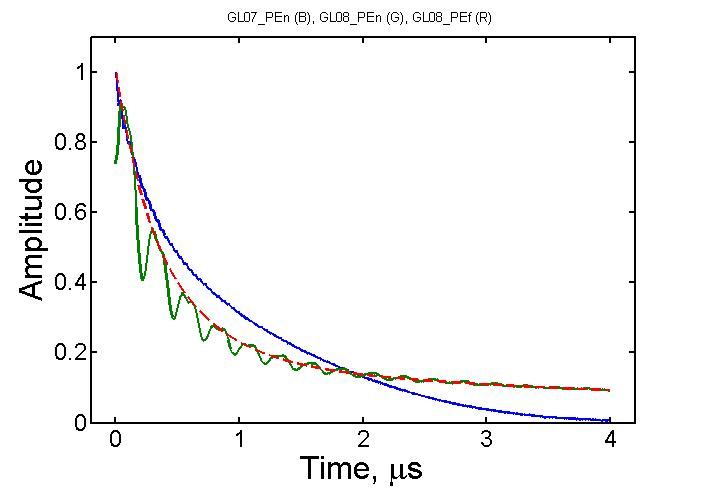 GL07_PEn (B), GL08_PEn (G), GL08_PEf (R)
1
0.8
0.6
0.4
0.2
0
Amplitude
0 1 2 3 4
Time, μs